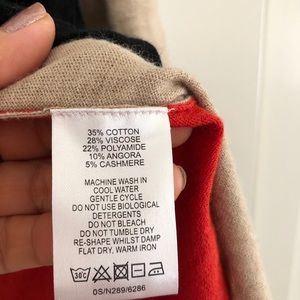 35% COTTON
28% VISCOSE
22% POLYAMIDE
10% ANGORA
5% CASHMERE
MACHINE WASH IN
COOL WATER
GENTLE CYCLE
DO NOT USE BIOLOGICAL
DETERGENTS
DO NOT BLEACH
DO NOT TUMBLE DRY
RE-SHAPE WHILST DAMP
FLAT DRY, WARM IRON
30°
0S/N289/6286